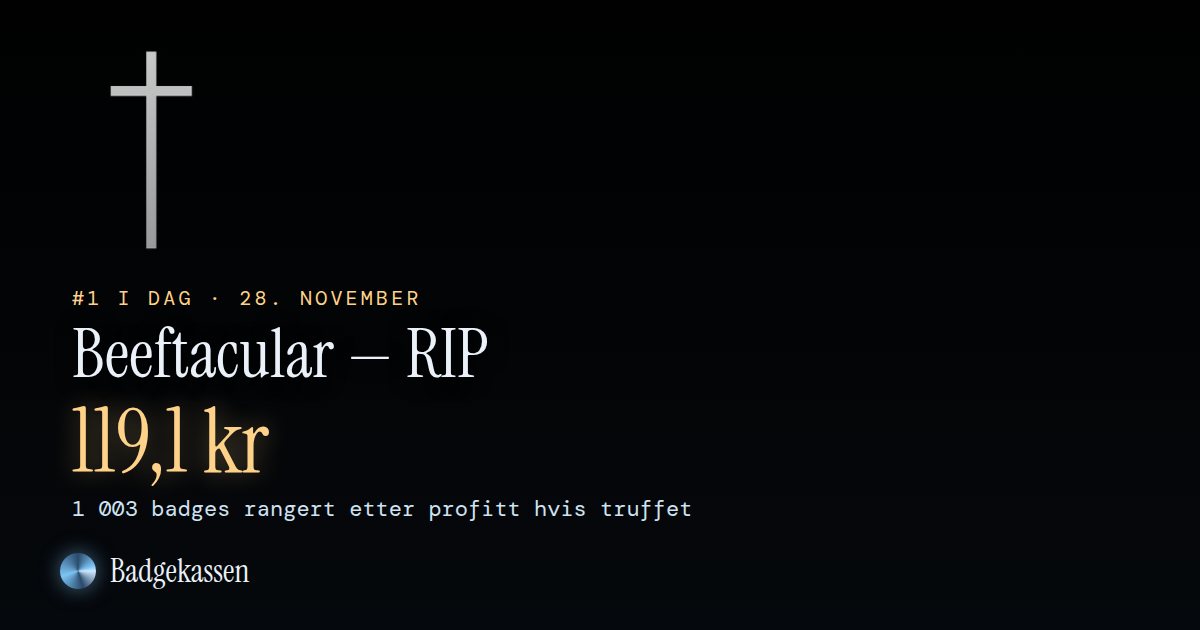 #1 I DAG · 28. NOVEMBER
Beeftacular — RIP
119,1 kr
1 003 badges rangert etter profitt hvis truffet
Badgekassen